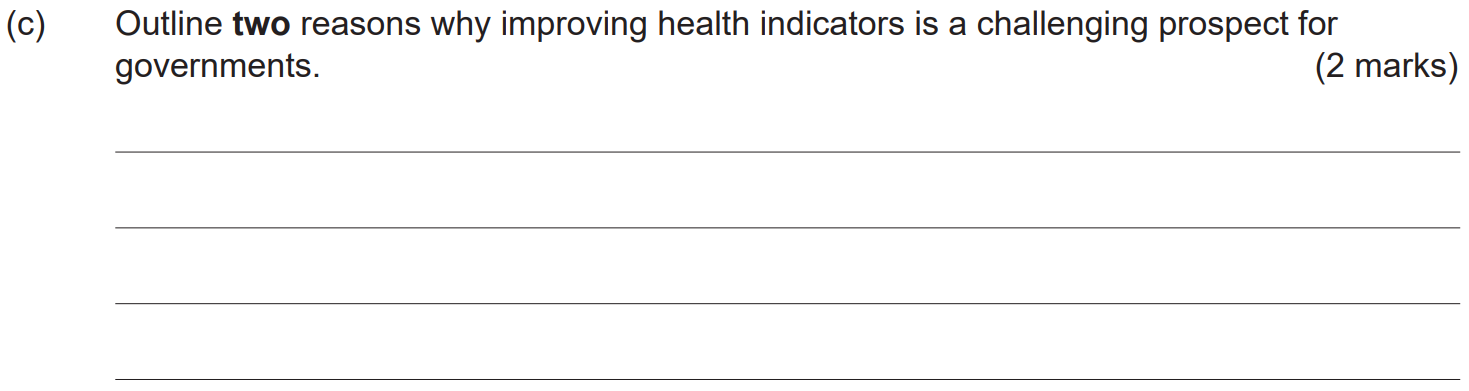 (c) Outline two reasons why improving health indicators is a challenging prospect for
governments. (2 marks)